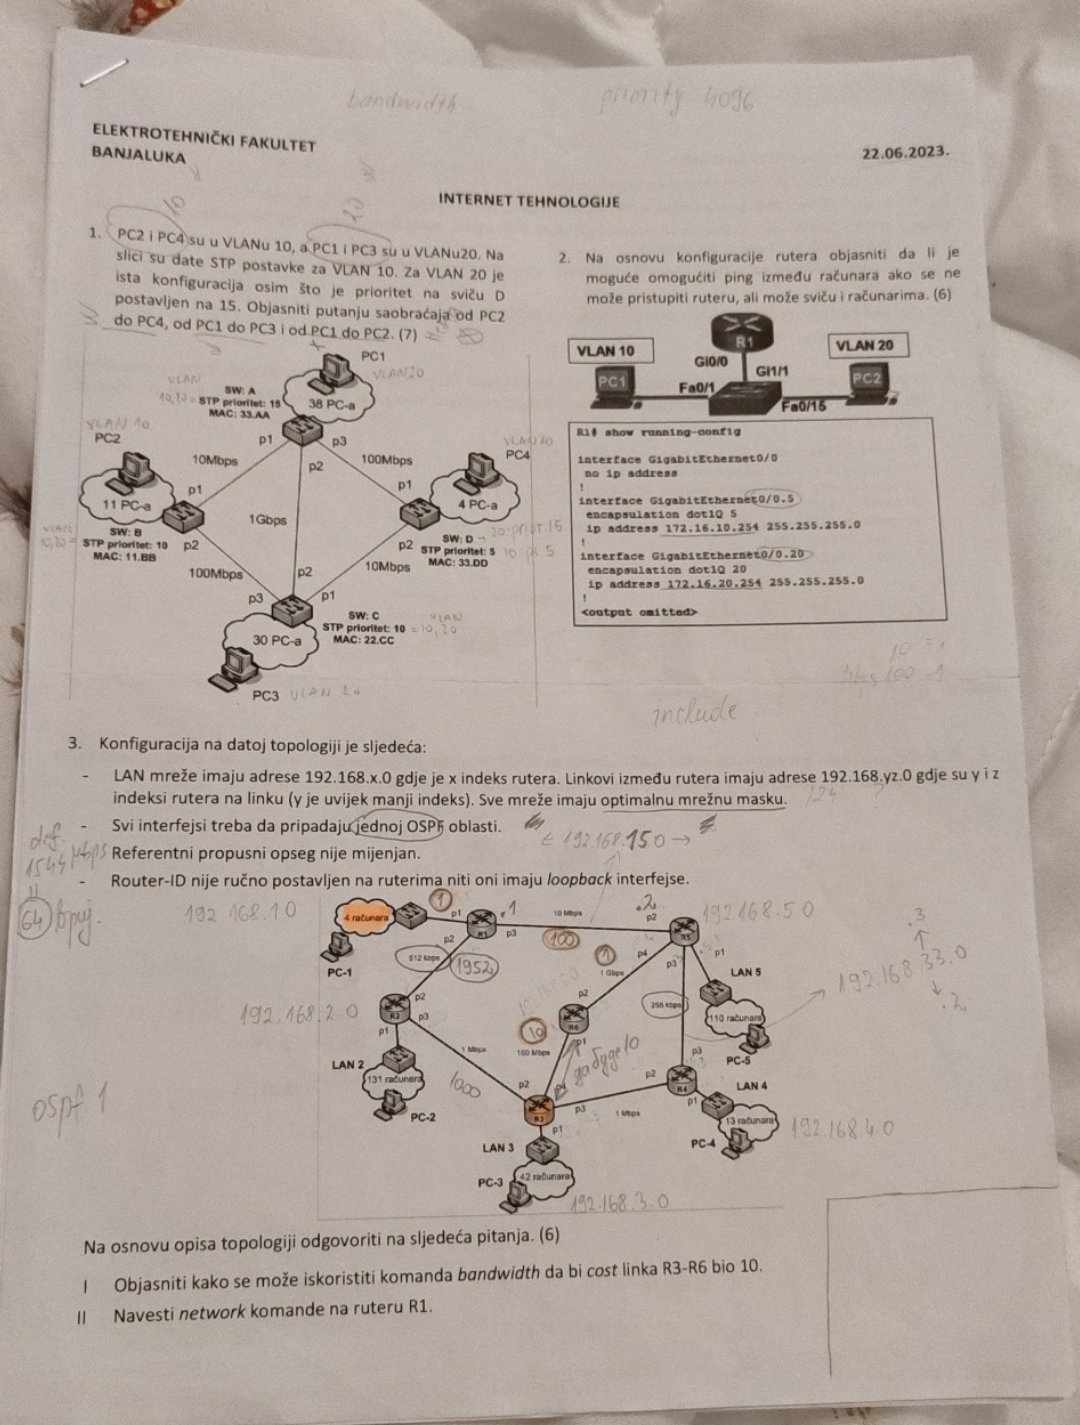 bandwidth
priority 4096
ELEKTROTEHNIČKI FAKULTET
BANJALUKA
22.06.2023.
INTERNET TEHNOLOGIJE
10
20
1. PC2 i PC4 su u VLANu 10, a PC1 i PC3 su u VLANu20. Na
slici su date STP postavke za VLAN 10. Za VLAN 20 je
ista konfiguracija osim što je prioritet na sviču D
postavljen na 15. Objasniti putanju saobraćaja od PC2
do PC4, od PC1 do PC3 i od PC1 do PC2. (7)
PC1
VLAN20
VLAN
10,20 =
SW: A
STP prioritet: 15
MAC: 33.AA
38 PC-a
VLAN 10
PC2
p1
p3
10Mbps
p2
100Mbps
PC4
p1
p1
11 PC-a
4 PC-a
1Gbps
SW: B
STP prioritet: 10
MAC: 11.BB
p2
p2
SW: D
STP prioritet: 5
MAC: 33.DD
100Mbps
p2
10Mbps
p3
p1
SW: C
STP prioritet: 10
MAC: 22.CC
VLAN
= 10, 20
30 PC-a
PC3
VLAN 20
2. Na osnovu konfiguracije rutera objasniti da li je
moguće omogućiti ping između računara ako se ne
može pristupiti ruteru, ali može sviču i računarima. (6)
VLAN 10
R1
VLAN 20
Gi0/0
Gi1/1
PC1
Fa0/1
PC2
Fa0/15
R1# show running-config
interface GigabitEthernet0/0
no ip address
!
interface GigabitEthernet0/0.5
encapsulation dot1Q 5
ip address 172.16.10.254 255.255.255.0
!
interface GigabitEthernet0/0.20
encapsulation dot1Q 20
ip address 172.16.20.254 255.255.255.0
!
<output omitted>
include
3. Konfiguracija na datoj topologiji je sljedeća:
- LAN mreže imaju adrese 192.168.x.0 gdje je x indeks rutera. Linkovi između rutera imaju adrese 192.168.yz.0 gdje su y i z
indeksi rutera na linku (y je uvijek manji indeks). Sve mreže imaju optimalnu mrežnu masku.
- Svi interfejsi treba da pripadaju jednoj OSPF oblasti.
192.168.150
- Referentni propusni opseg nije mijenjan.
- Router-ID nije ručno postavljen na ruterima niti oni imaju loopback interfejse.
def.
1544
64
192 168.10
4 računara
p1
1
R1
p3
10 Mbps
100
p2
R5
192 168.5 0
p2
512 kbps
1952
PC-1
1
1 Gbps
p4
p3
p1
LAN 5
192.168.33.0
.3
.2
192.168.2 0
p2
R2
p3
p1
256 kbps
110 računara
PC-5
p2
R6
p1
10
100 Mbps
1 Mbps
1000
LAN 2
131 računara
PC-2
p2
R3
p4
p3
p1
p3
p2
R4
p1
1 Mbps
LAN 4
13 računara
PC-4
192.168 4.0
LAN 3
PC-3
42 računara
192.168.3.0
ospf 1
Na osnovu opisa topologiji odgovoriti na sljedeća pitanja. (6)
I Objasniti kako se može iskoristiti komanda bandwidth da bi cost linka R3-R6 bio 10.
II Navesti network komande na ruteru R1.